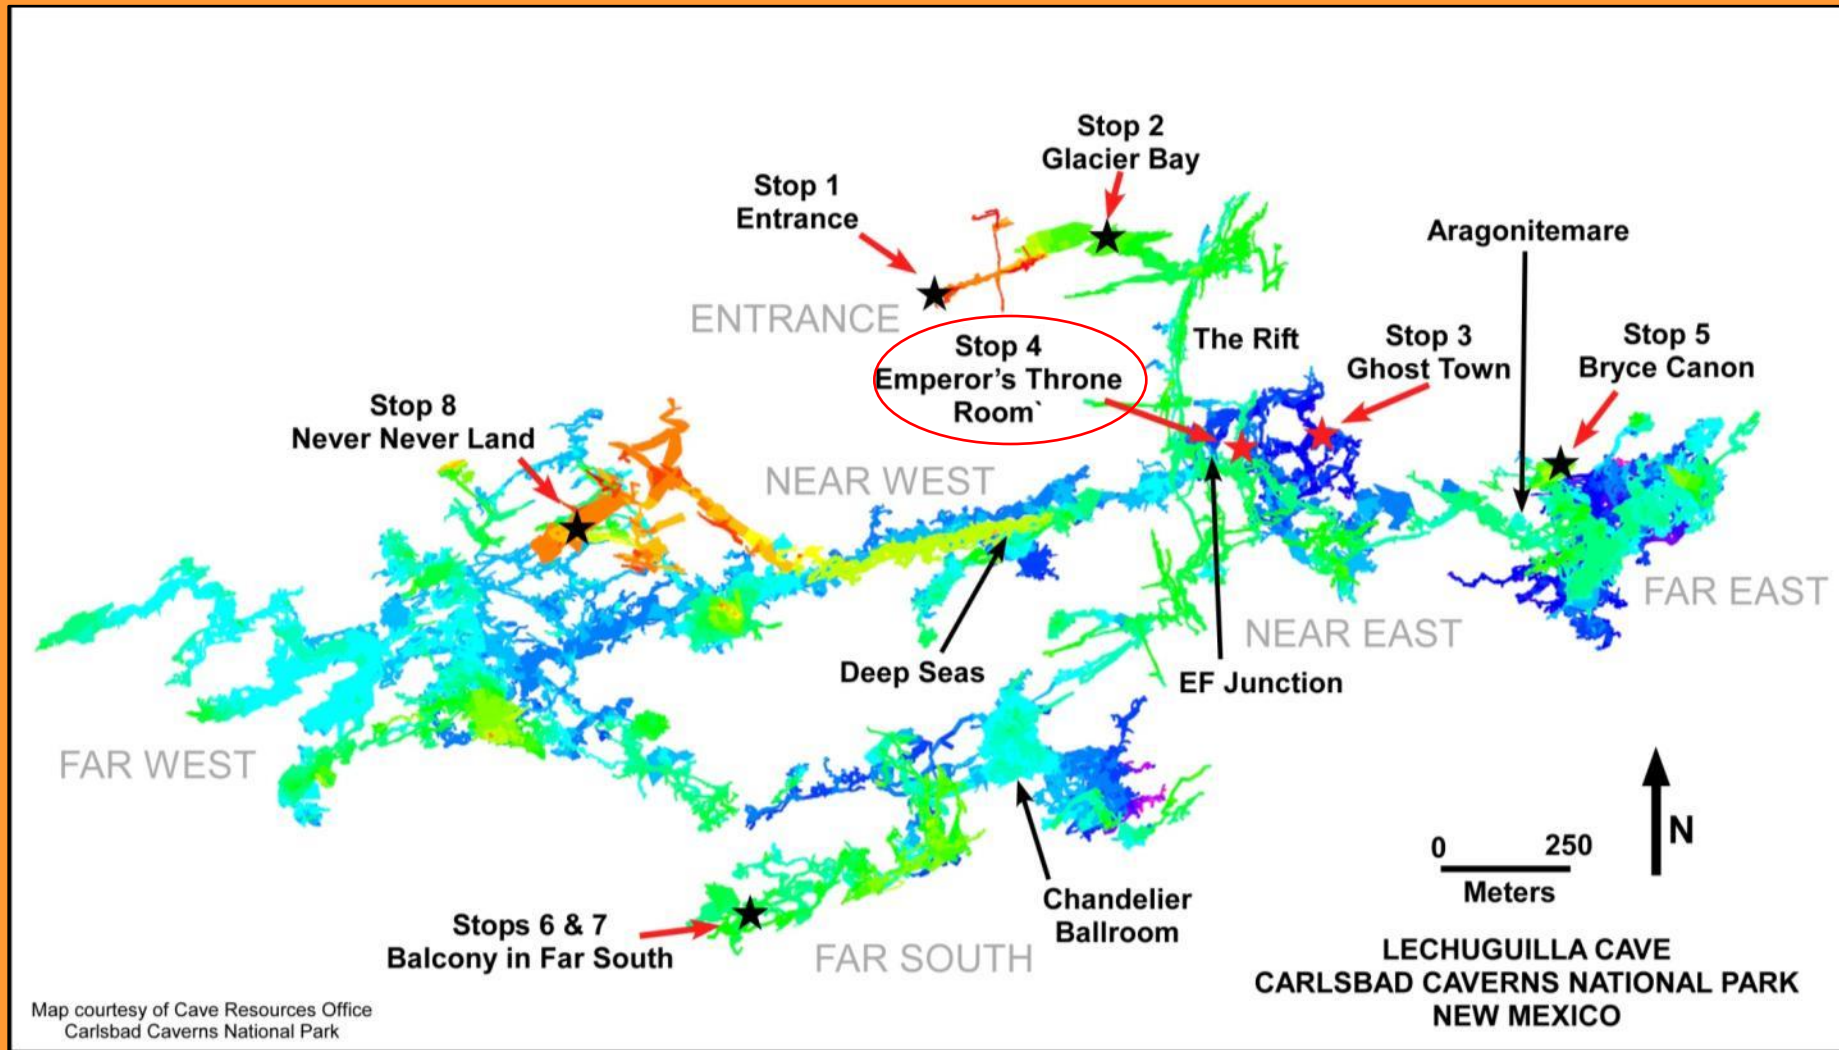 Stop 2
Glacier Bay
Stop 1
Entrance
Aragonitemare
ENTRANCE
Stop 4
Emperor's Throne
Room`
The Rift
Stop 3
Ghost Town
Stop 5
Bryce Canon
Stop 8
Never Never Land
NEAR WEST
FAR EAST
NEAR EAST
Deep Seas
EF Junction
FAR WEST
0 250
Meters
N
Chandelier
Ballroom
Stops 6 & 7
Balcony in Far South
FAR SOUTH
LECHUGUILLA CAVE
CARLSBAD CAVERNS NATIONAL PARK
NEW MEXICO
Map courtesy of Cave Resources Office
Carlsbad Caverns National Park